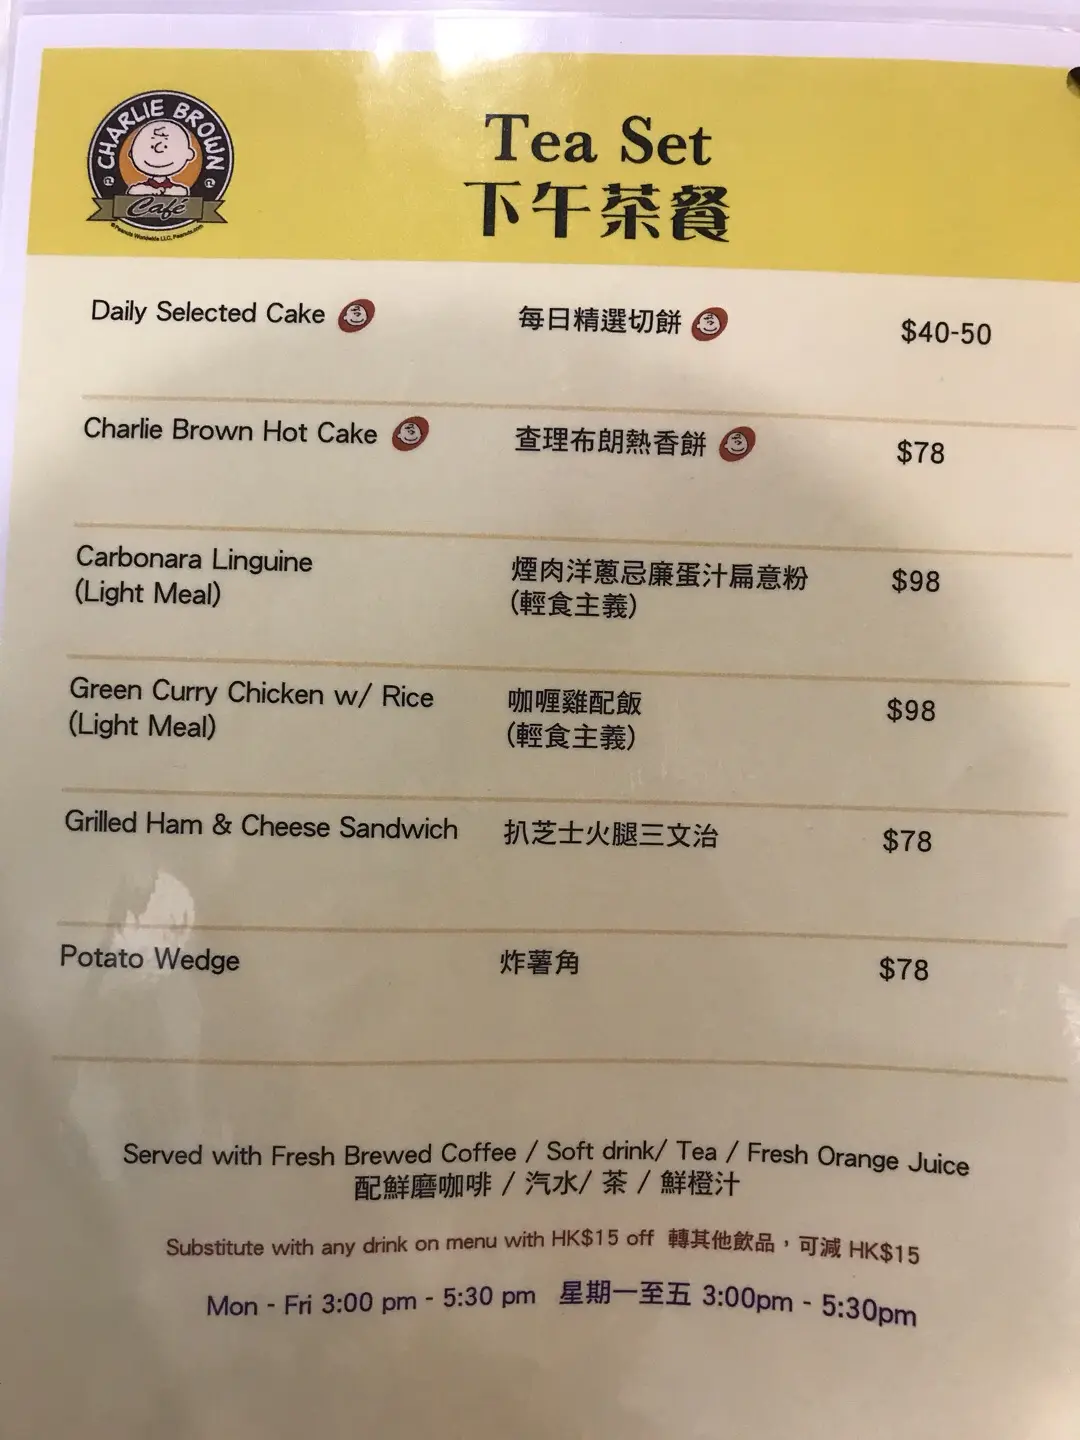 CHARLIE BROWN
Café
©Peanuts Worldwide LLC, Peanuts.com
Tea Set
下午茶餐
Daily Selected Cake 每日精選切餅 $40-50
Charlie Brown Hot Cake 查理布朗熱香餅 $78
Carbonara Linguine 煙肉洋蔥忌廉蛋汁扁意粉 $98
(Light Meal) (輕食主義)
Green Curry Chicken w/ Rice 咖喱雞配飯 $98
(Light Meal) (輕食主義)
Grilled Ham & Cheese Sandwich 扒芝士火腿三文治 $78
Potato Wedge 炸薯角 $78
Served with Fresh Brewed Coffee / Soft drink/ Tea / Fresh Orange Juice
配鮮磨咖啡 / 汽水/ 茶 / 鮮橙汁
Substitute with any drink on menu with HK$15 off 轉其他飲品，可減 HK$15
Mon - Fri 3:00 pm - 5:30 pm 星期一至五 3:00pm - 5:30pm